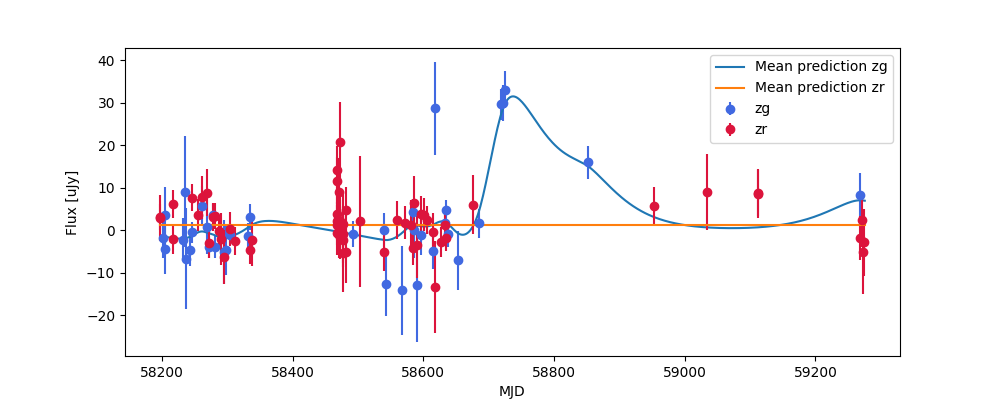 Mean prediction zg
Mean prediction zr
zg
zr
Flux [uJy]
40
30
20
10
0
−10
−20
58200 58400 58600 58800 59000 59200
MJD